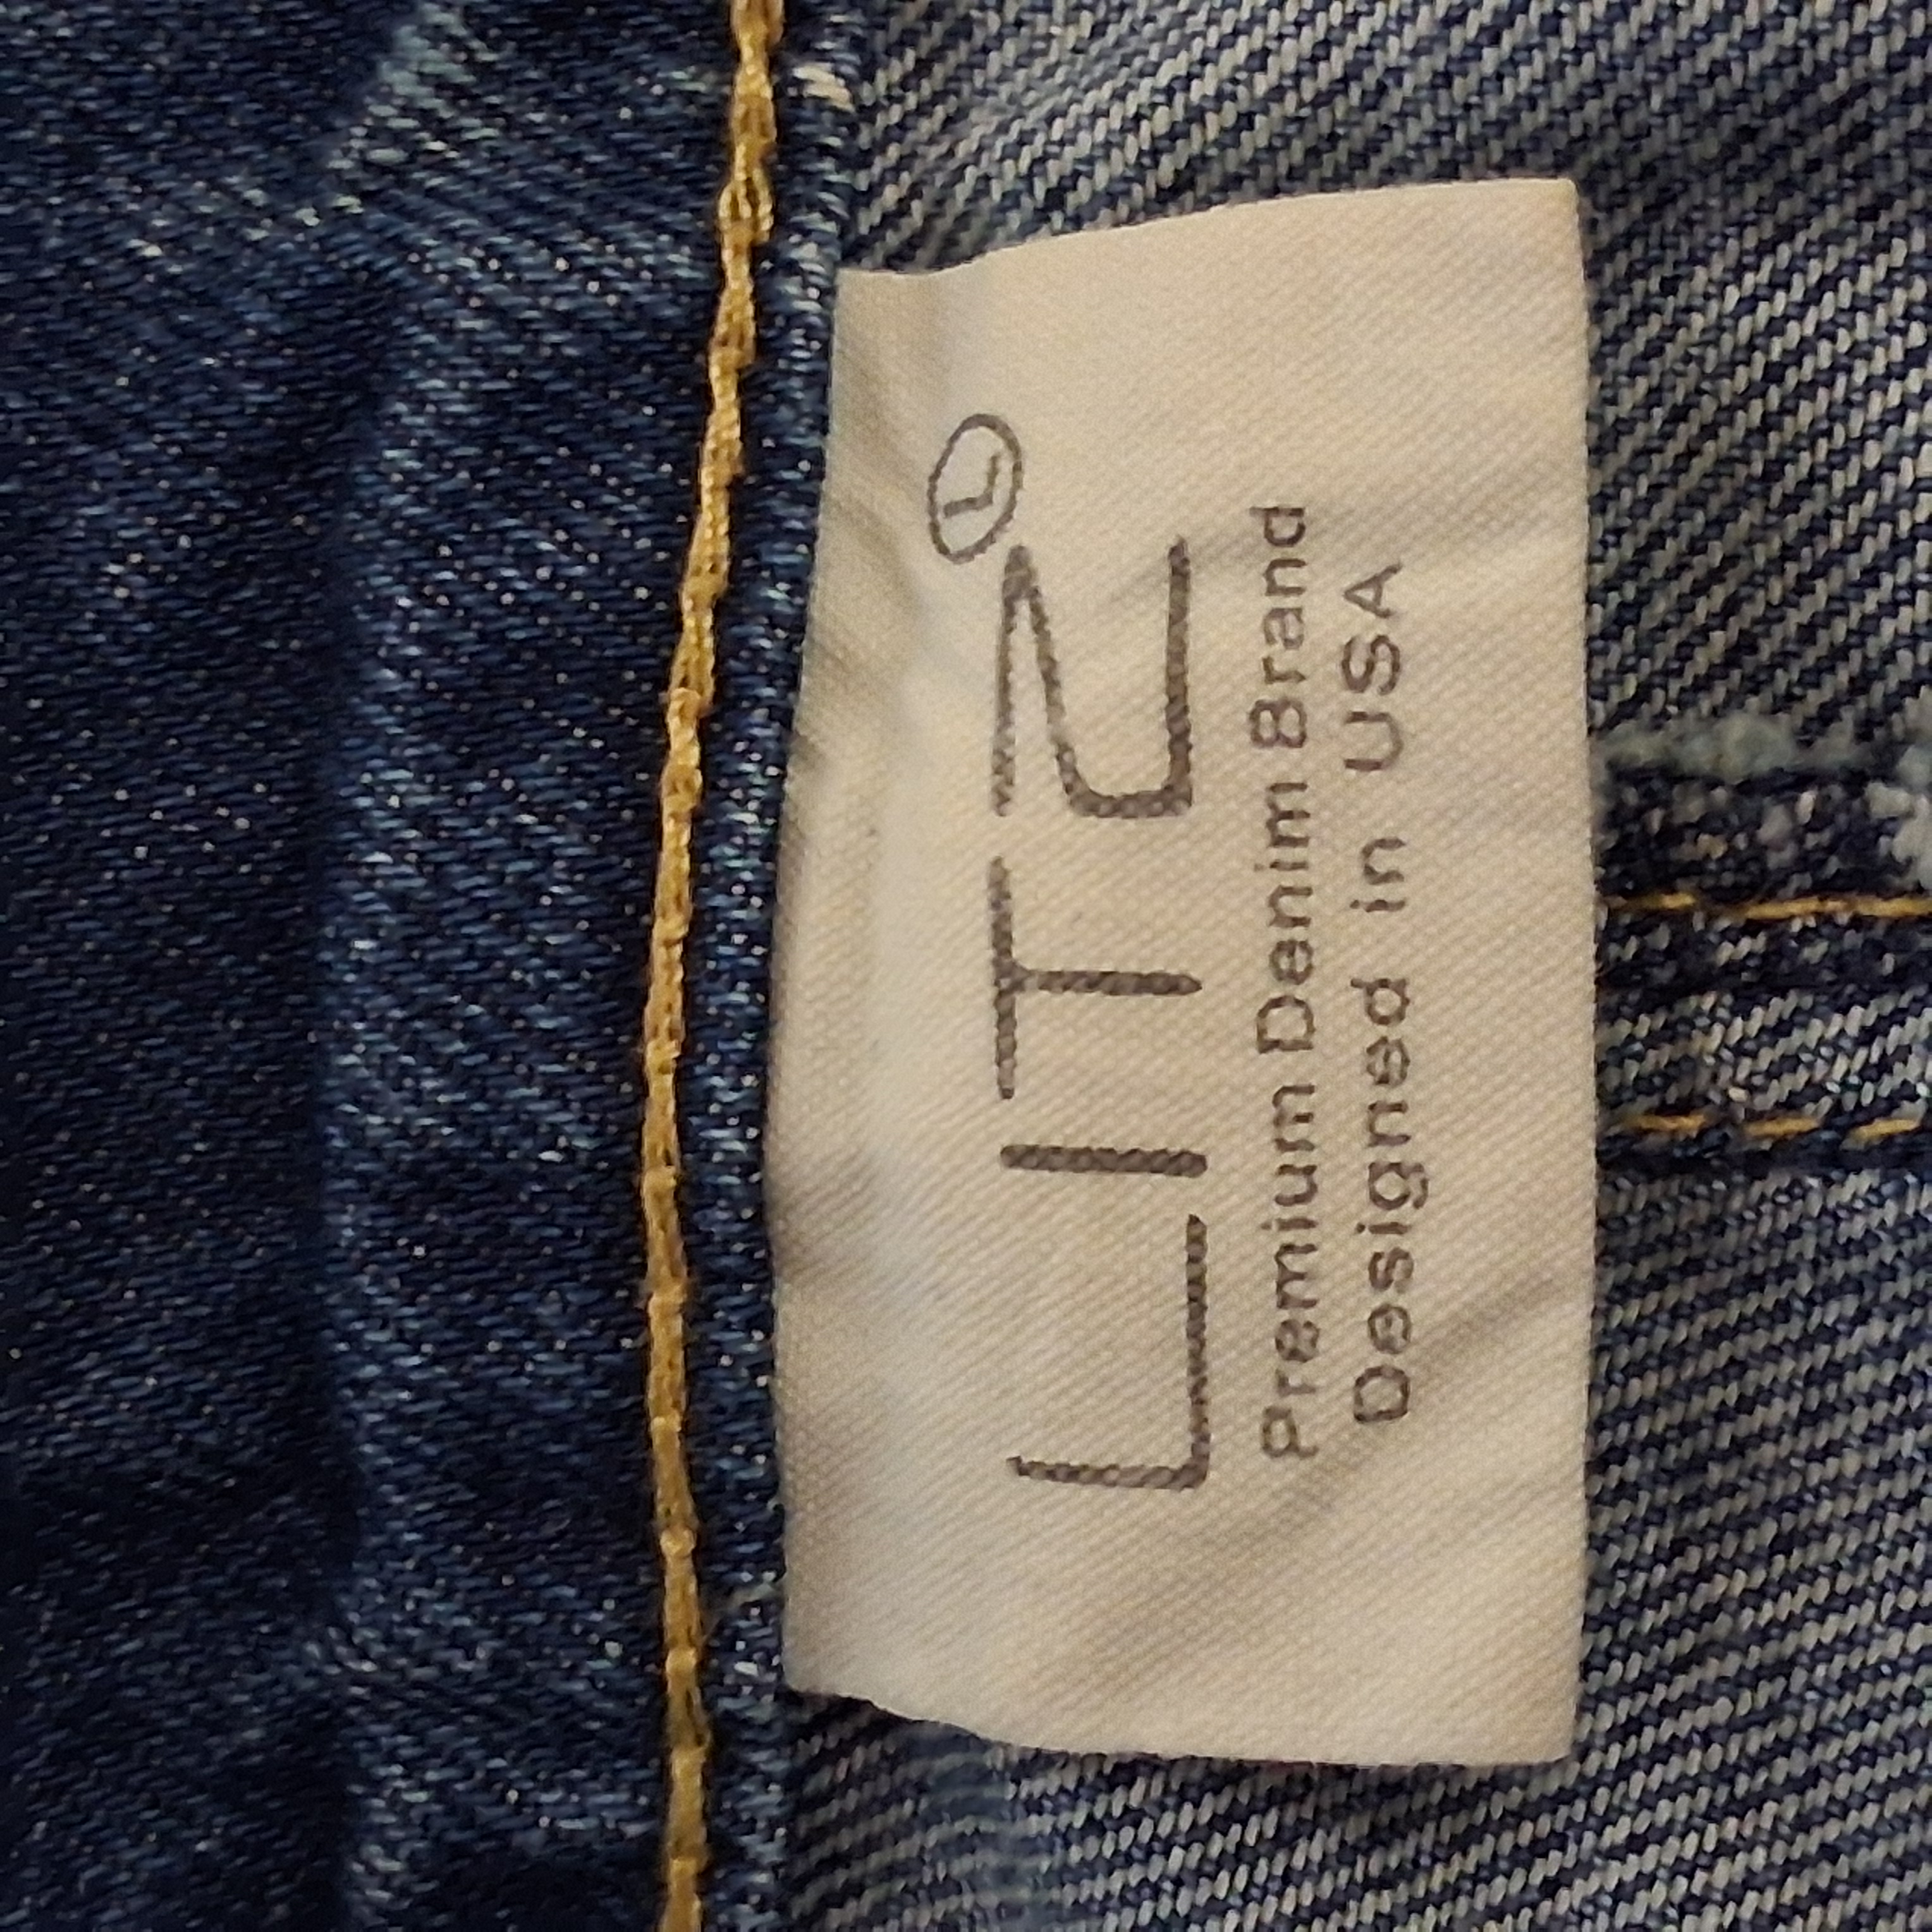 LITZ Ⓛ
Premium Denim Brand
Designed in USA